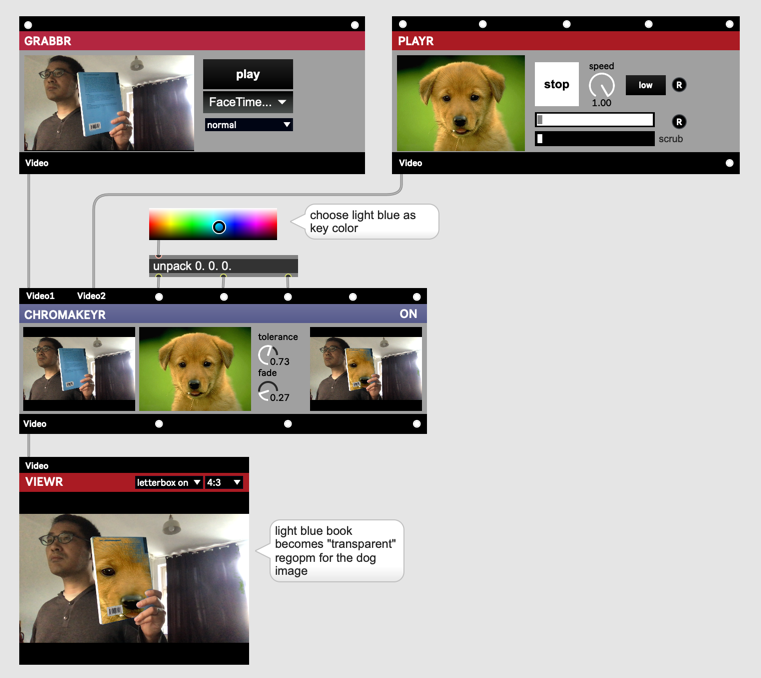 GRABBR
play
FaceTime...
normal
Video
PLAYR
stop
speed
1.00
low
R
R
scrub
Video
choose light blue as
key color
unpack 0. 0. 0.
Video1
Video2
CHROMAKEYR
ON
tolerance
0.73
fade
0.27
Video
Video
VIEWR
letterbox on
4:3
light blue book
becomes "transparent"
regopm for the dog
image